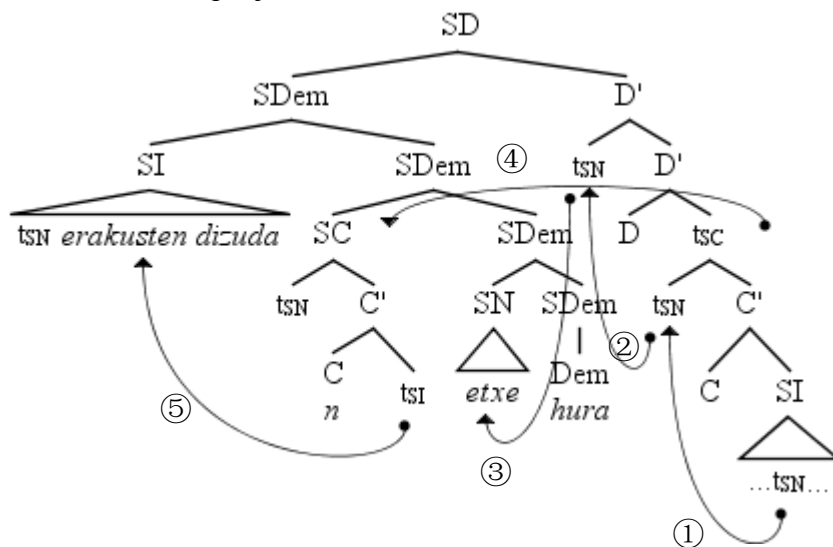 SD
SDem D'
SI SDem ④ tSN D'
tSN erakusten dizuda SC SDem D tSC
tSN C' SN SDem tSN C'
②
C tSI etxe Dem C SI
n hura
⑤
③ ...tSN...
①